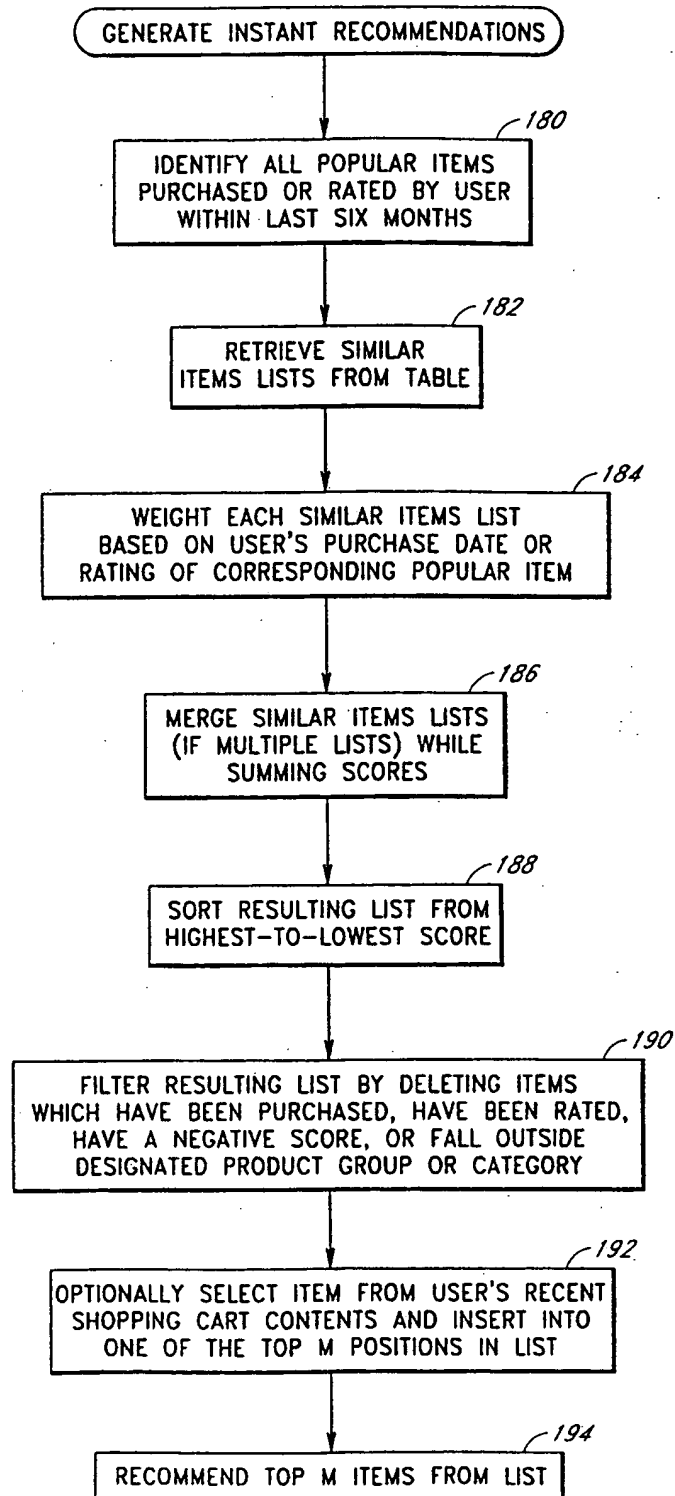 GENERATE INSTANT RECOMMENDATIONS
180
IDENTIFY ALL POPULAR ITEMS
PURCHASED OR RATED BY USER
WITHIN LAST SIX MONTHS
182
RETRIEVE SIMILAR
ITEMS LISTS FROM TABLE
184
WEIGHT EACH SIMILAR ITEMS LIST
BASED ON USER'S PURCHASE DATE OR
RATING OF CORRESPONDING POPULAR ITEM
186
MERGE SIMILAR ITEMS LISTS
(IF MULTIPLE LISTS) WHILE
SUMMING SCORES
188
SORT RESULTING LIST FROM
HIGHEST-TO-LOWEST SCORE
190
FILTER RESULTING LIST BY DELETING ITEMS
WHICH HAVE BEEN PURCHASED, HAVE BEEN RATED,
HAVE A NEGATIVE SCORE, OR FALL OUTSIDE
DESIGNATED PRODUCT GROUP OR CATEGORY
192
OPTIONALLY SELECT ITEM FROM USER'S RECENT
SHOPPING CART CONTENTS AND INSERT INTO
ONE OF THE TOP M POSITIONS IN LIST
194
RECOMMEND TOP M ITEMS FROM LIST